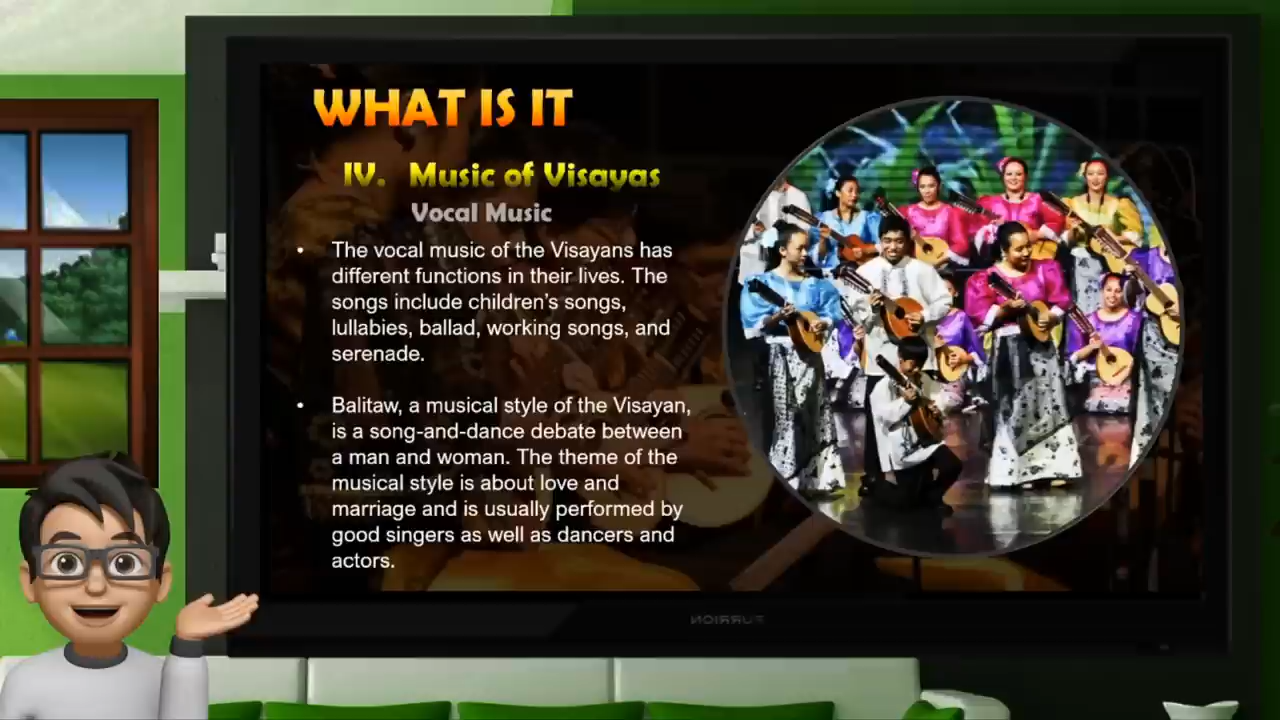 WHAT IS IT
IV. Music of Visayas
Vocal Music
• The vocal music of the Visayans has
different functions in their lives. The
songs include children's songs,
lullabies, ballad, working songs, and
serenade.
• Balitaw, a musical style of the Visayan,
is a song-and-dance debate between
a man and woman. The theme of the
musical style is about love and
marriage and is usually performed by
good singers as well as dancers and
actors.